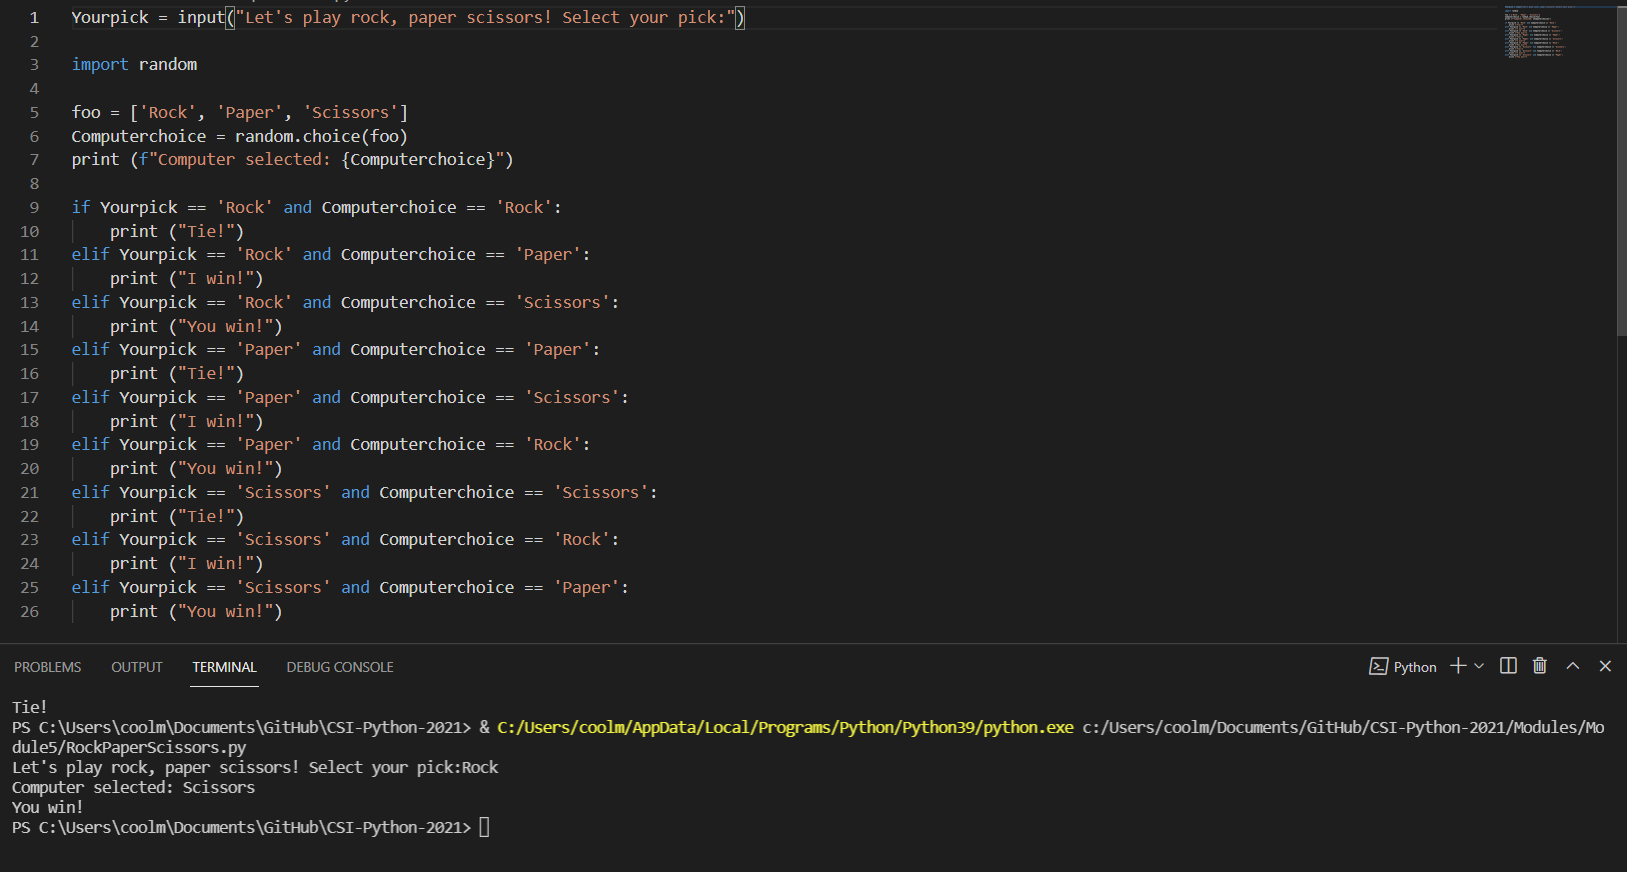 1 Yourpick = input("Let's play rock, paper scissors! Select your pick:")
2
3 import random
4
5 foo = ['Rock', 'Paper', 'Scissors']
6 Computerchoice = random.choice(foo)
7 print (f"Computer selected: {Computerchoice}")
8
9 if Yourpick == 'Rock' and Computerchoice == 'Rock':
10 print ("Tie!")
11 elif Yourpick == 'Rock' and Computerchoice == 'Paper':
12 print ("I win!")
13 elif Yourpick == 'Rock' and Computerchoice == 'Scissors':
14 print ("You win!")
15 elif Yourpick == 'Paper' and Computerchoice == 'Paper':
16 print ("Tie!")
17 elif Yourpick == 'Paper' and Computerchoice == 'Scissors':
18 print ("I win!")
19 elif Yourpick == 'Paper' and Computerchoice == 'Rock':
20 print ("You win!")
21 elif Yourpick == 'Scissors' and Computerchoice == 'Scissors':
22 print ("Tie!")
23 elif Yourpick == 'Scissors' and Computerchoice == 'Rock':
24 print ("I win!")
25 elif Yourpick == 'Scissors' and Computerchoice == 'Paper':
26 print ("You win!")
PROBLEMS OUTPUT TERMINAL DEBUG CONSOLE Python
Tie!
PS C:\Users\coolm\Documents\GitHub\CSI-Python-2021> & C:/Users/coolm/AppData/Local/Programs/Python/Python39/python.exe c:/Users/coolm/Documents/GitHub/CSI-Python-2021/Modules/Mo
dule5/RockPaperScissors.py
Let's play rock, paper scissors! Select your pick:Rock
Computer selected: Scissors
You win!
PS C:\Users\coolm\Documents\GitHub\CSI-Python-2021>